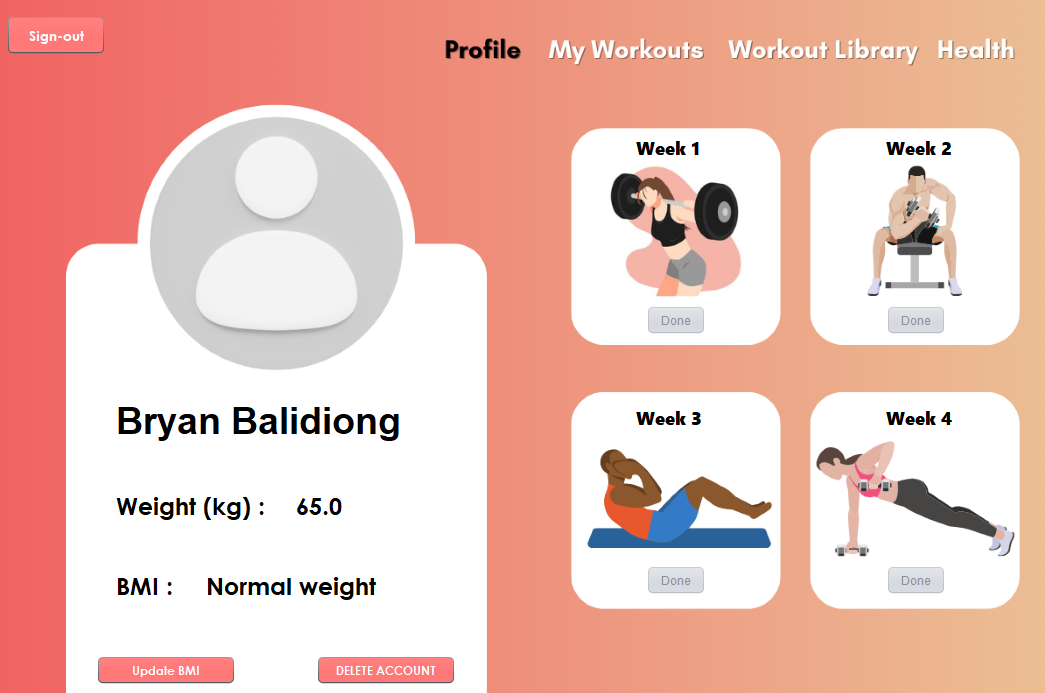 Sign-out
Profile My Workouts Workout Library Health
Week 1
Done
Week 2
Done
Bryan Balidiong
Weight (kg) : 65.0
BMI : Normal weight
Update BMI DELETE ACCOUNT
Week 3
Done
Week 4
Done